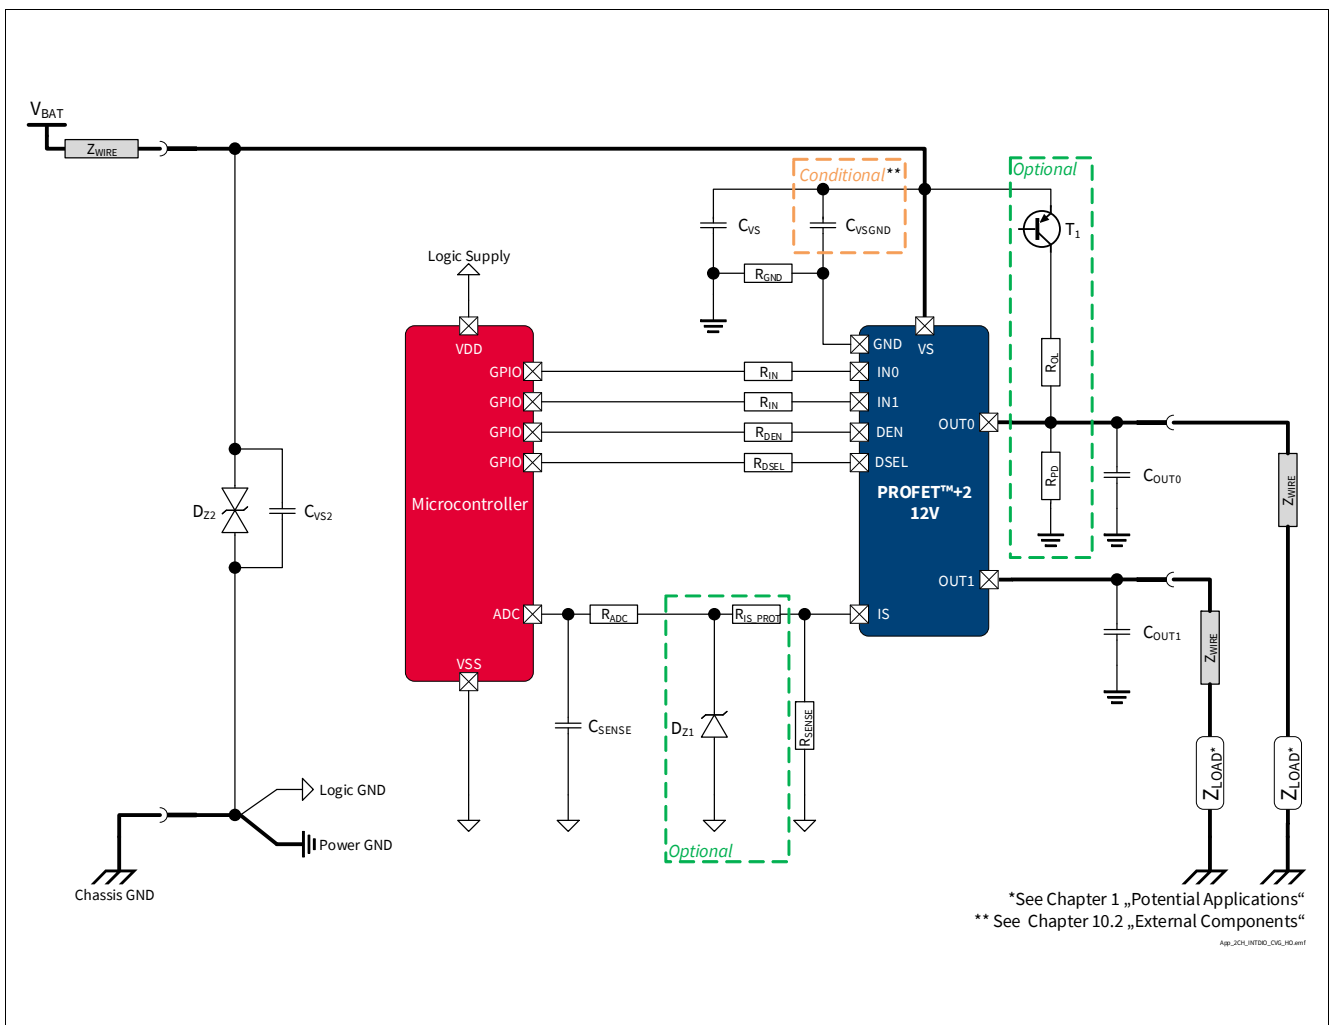 VBAT
ZWIRE
Conditional**
Optional
CVS
CVSGND
T1
Logic Supply
RGND
VDD
GND
VS
GPIO
RIN
IN0
ROL
GPIO
RIN
IN1
GPIO
RDEN
DEN
OUT0
GPIO
RDSEL
DSEL
RPD
COUT0
ZWIRE
Microcontroller
PROFET™+2
12V
DZ2
CVS2
OUT1
ADC
RADC
RIS_PROT
IS
COUT1
ZWIRE
VSS
CSENSE
DZ1
RSENSE
ZLOAD*
ZLOAD*
Logic GND
Power GND
Optional
Chassis GND
*See Chapter 1 „Potential Applications“
** See Chapter 10.2 „External Components“
App_2CH_INTDIO_CVG_HO.emf